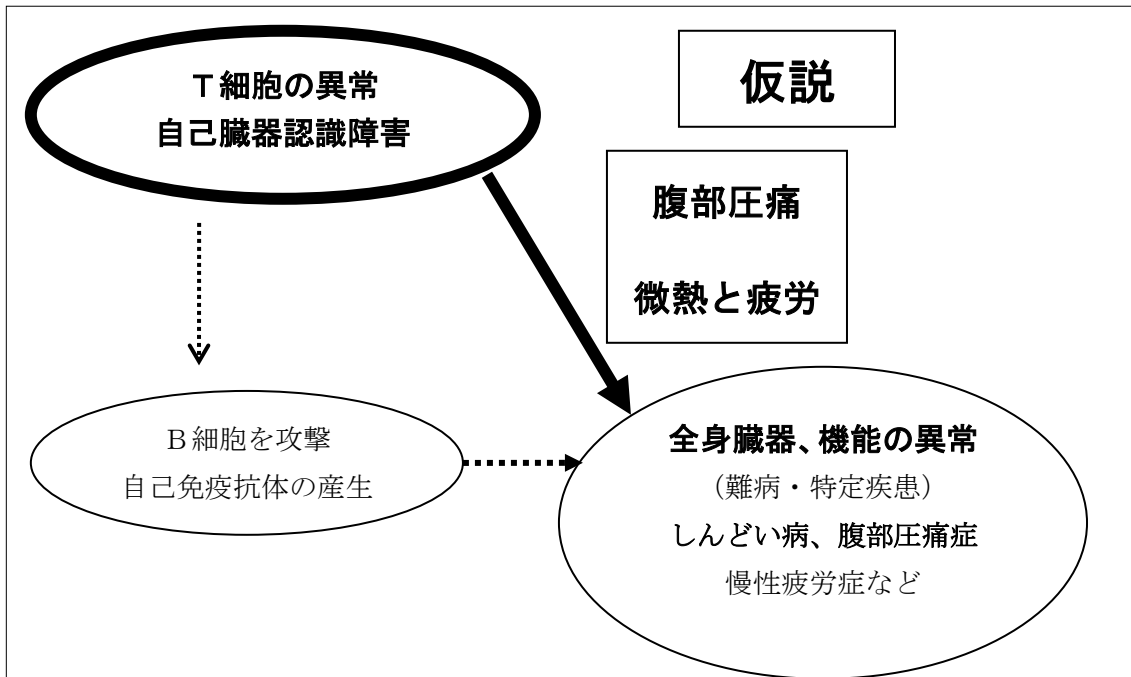 T細胞の異常
自己臓器認識障害
仮説
腹部圧痛
微熱と疲労
B細胞を攻撃
自己免疫抗体の産生
全身臓器、機能の異常
(難病・特定疾患)
しんどい病、腹部圧痛症
慢性疲労症など